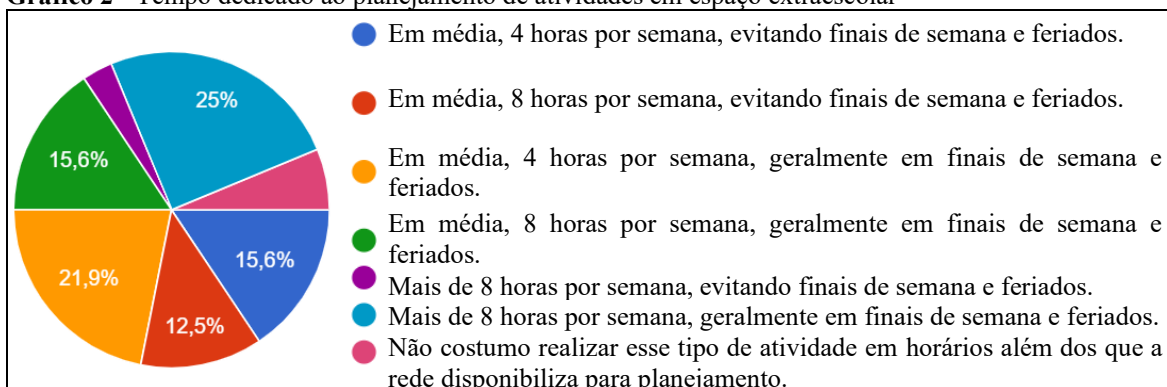 Gráfico 2 – Tempo dedicado ao planejamento de atividades em espaço extraescolar
25%
15,6%
15,6%
21,9%
12,5%
Em média, 4 horas por semana, evitando finais de semana e feriados.
Em média, 8 horas por semana, evitando finais de semana e feriados.
Em média, 4 horas por semana, geralmente em finais de semana e
feriados.
Em média, 8 horas por semana, geralmente em finais de semana e
feriados.
Mais de 8 horas por semana, evitando finais de semana e feriados.
Mais de 8 horas por semana, geralmente em finais de semana e feriados.
Não costumo realizar esse tipo de atividade em horários além dos que a
rede disponibiliza para planejamento.